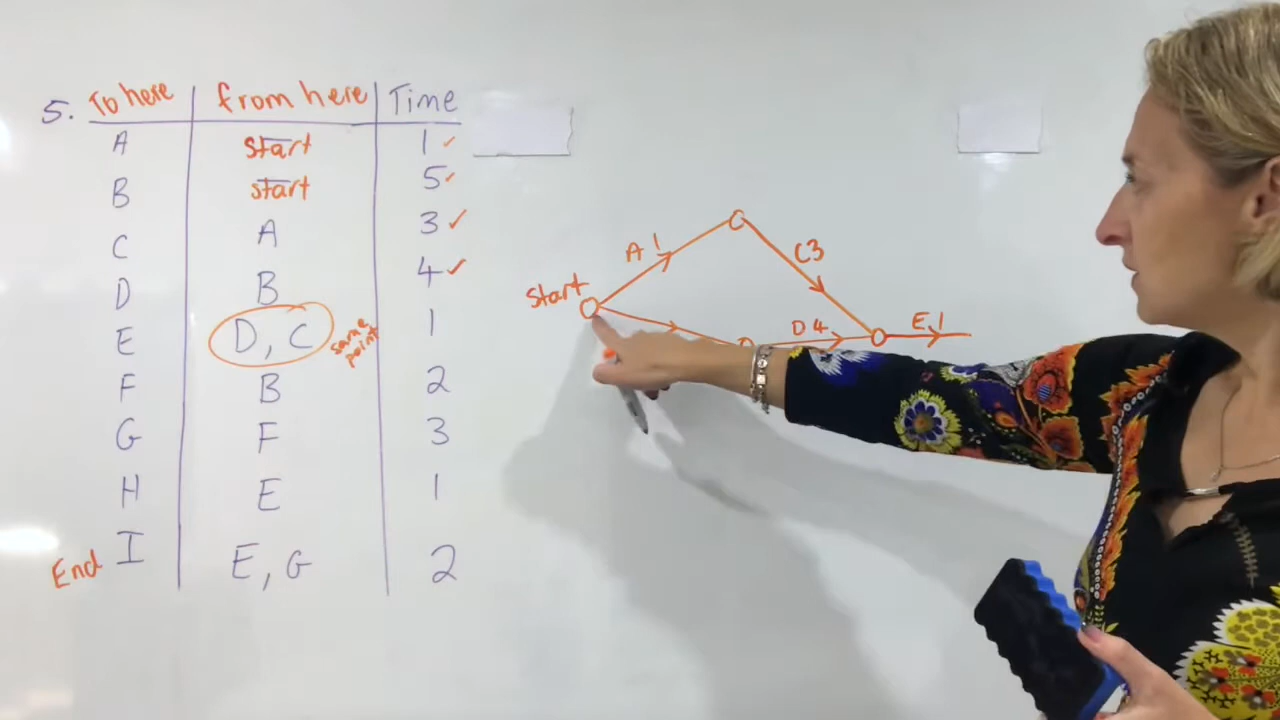 5. To here from here Time
A start 1 ✓
B start 5 ✓
C A 3 ✓
D B 4 ✓
E D, C same point 1
F B 2
G F 3
H E 1
End I E, G 2
Start
A 1
C3
D 4
E, 1